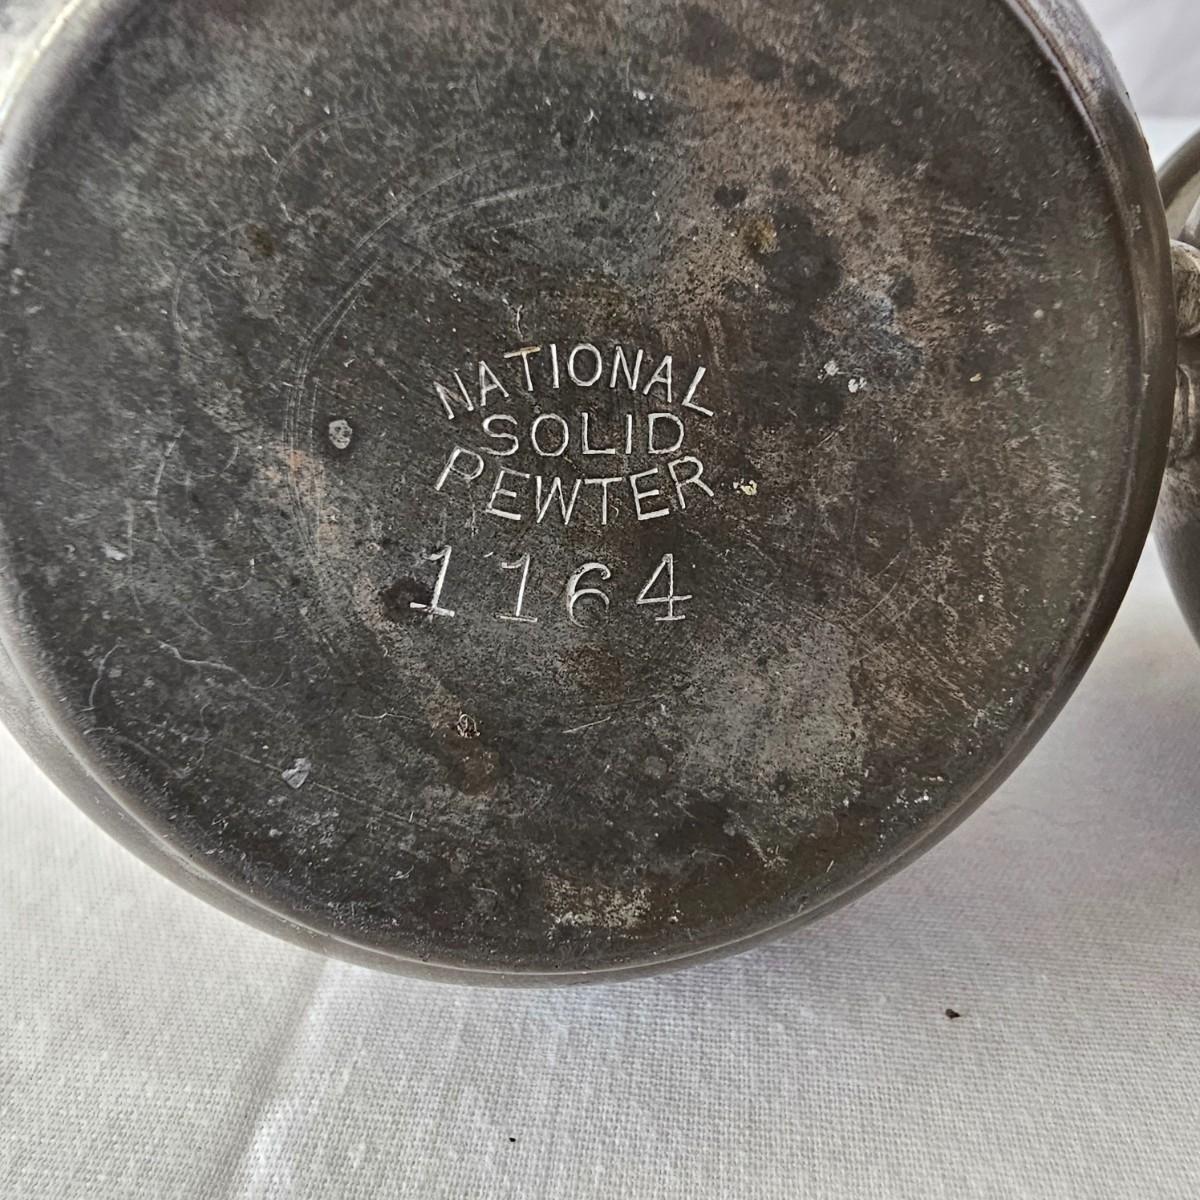 NATIONAL
SOLID
PEWTER
1164